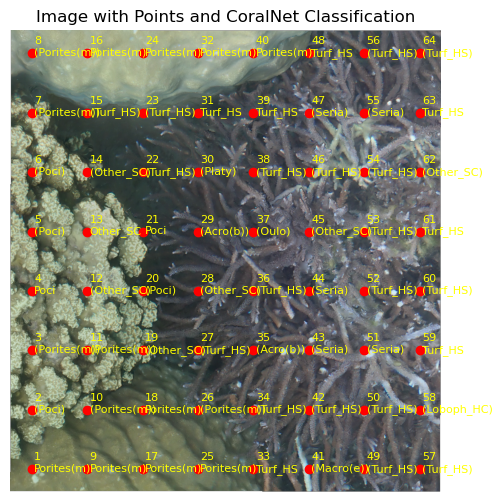 Image with Points and CoralNet Classification
8 16 24 32 40 48 56 64
(Porites(m) Porites(m) Porites(m) Porites(m) Porites(m) Turf_HS (Turf_HS) (Turf_HS)
7 15 23 31 39 47 55 63
(Porites(m) (Turf_HS) (Turf_HS) Turf_HS Turf_HS (Seria) (Seria) Turf_HS
6 14 22 30 38 46 54 62
(Poci) (Other_SC) (Turf_HS) (Platy) (Turf_HS) (Turf_HS) (Turf_HS) (Other_SC)
5 13 21 29 37 45 53 61
(Poci) Other_SC Poci (Acro(b)) (Oulo) (Other_SC) (Turf_HS) Turf_HS
4 12 20 28 36 44 52 60
Poci (Other_SC) (Poci) (Other_SC) (Turf_HS) (Seria) (Turf_HS) (Turf_HS)
3 11 19 27 35 43 51 59
(Porites(m) (Porites(m)) (Other_SC) (Turf_HS) (Acro(b)) (Seria) (Seria) Turf_HS
2 10 18 26 34 42 50 58
(Poci) (Porites(m)) (Porites(m)) (Porites(m)) (Turf_HS) (Turf_HS) (Turf_HS) (Loboph_HC)
1 9 17 25 33 41 49 57
Porites(m) Porites(m) Porites(m) Porites(m) Turf_HS (Macro(e)) (Turf_HS) (Turf_HS)